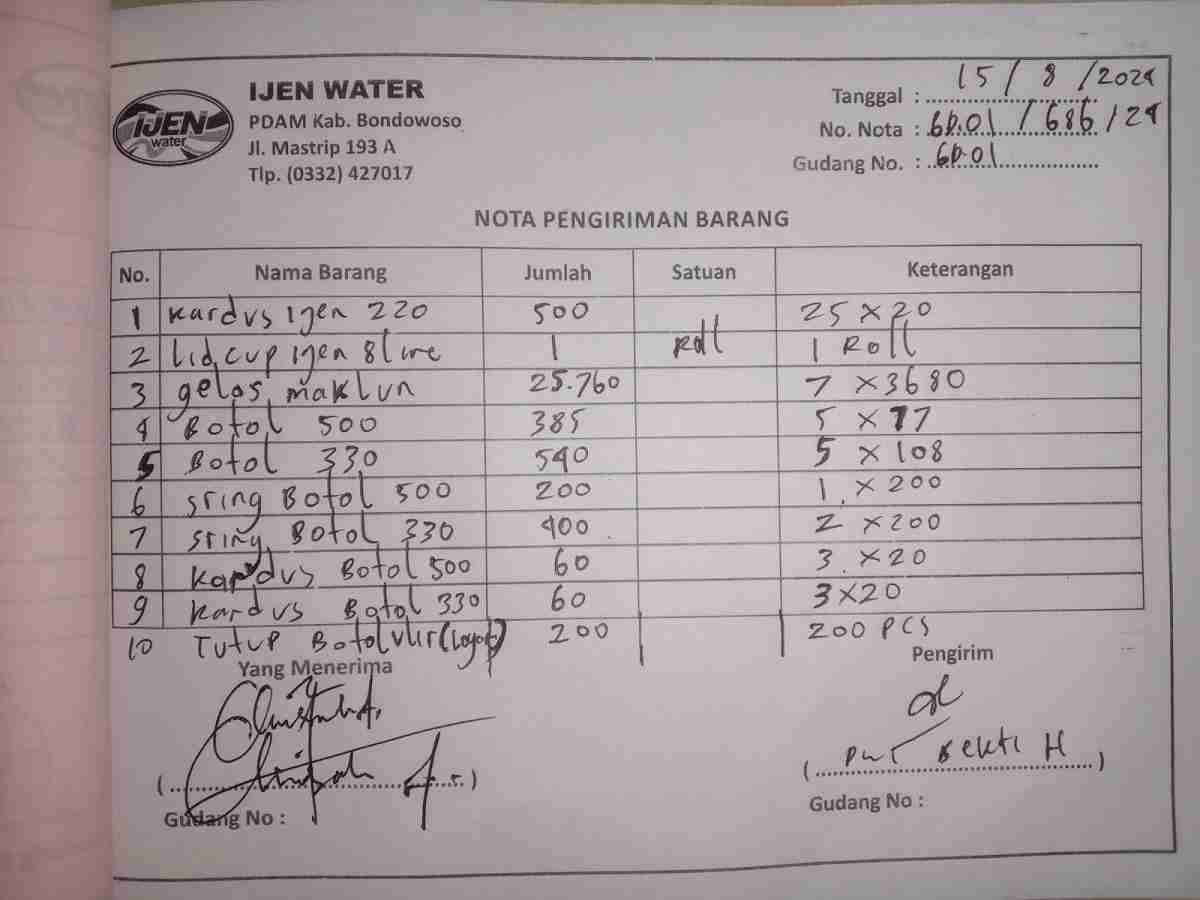 IJEN
water
IJEN WATER
PDAM Kab. Bondowoso
Jl. Mastrip 193 A
Tlp. (0332) 427017
Tanggal : 15 / 8 / 2024
No. Nota : GD.01 / 686 / 24
Gudang No. : GD.01
NOTA PENGIRIMAN BARANG
No. Nama Barang Jumlah Satuan Keterangan
1 Kardus Ijen 220 500 25 x 20
2 Lid cup Ijen 8 line 1 Roll 1 Roll
3 gelas maklun 25.760 7 x 3680
4 Botol 500 385 5 x 77
5 Botol 330 540 5 x 108
6 sring Botol 500 200 1 x 200
7 sring Botol 330 400 2 x 200
8 Kardus Botol 500 60 3 x 20
9 Kardus Botol 330 60 3 x 20
10 Tutup Botol ulir 200 200 PCS
Yang Menerima Pengirim
( Bekti H )
Gudang No : Gudang No :